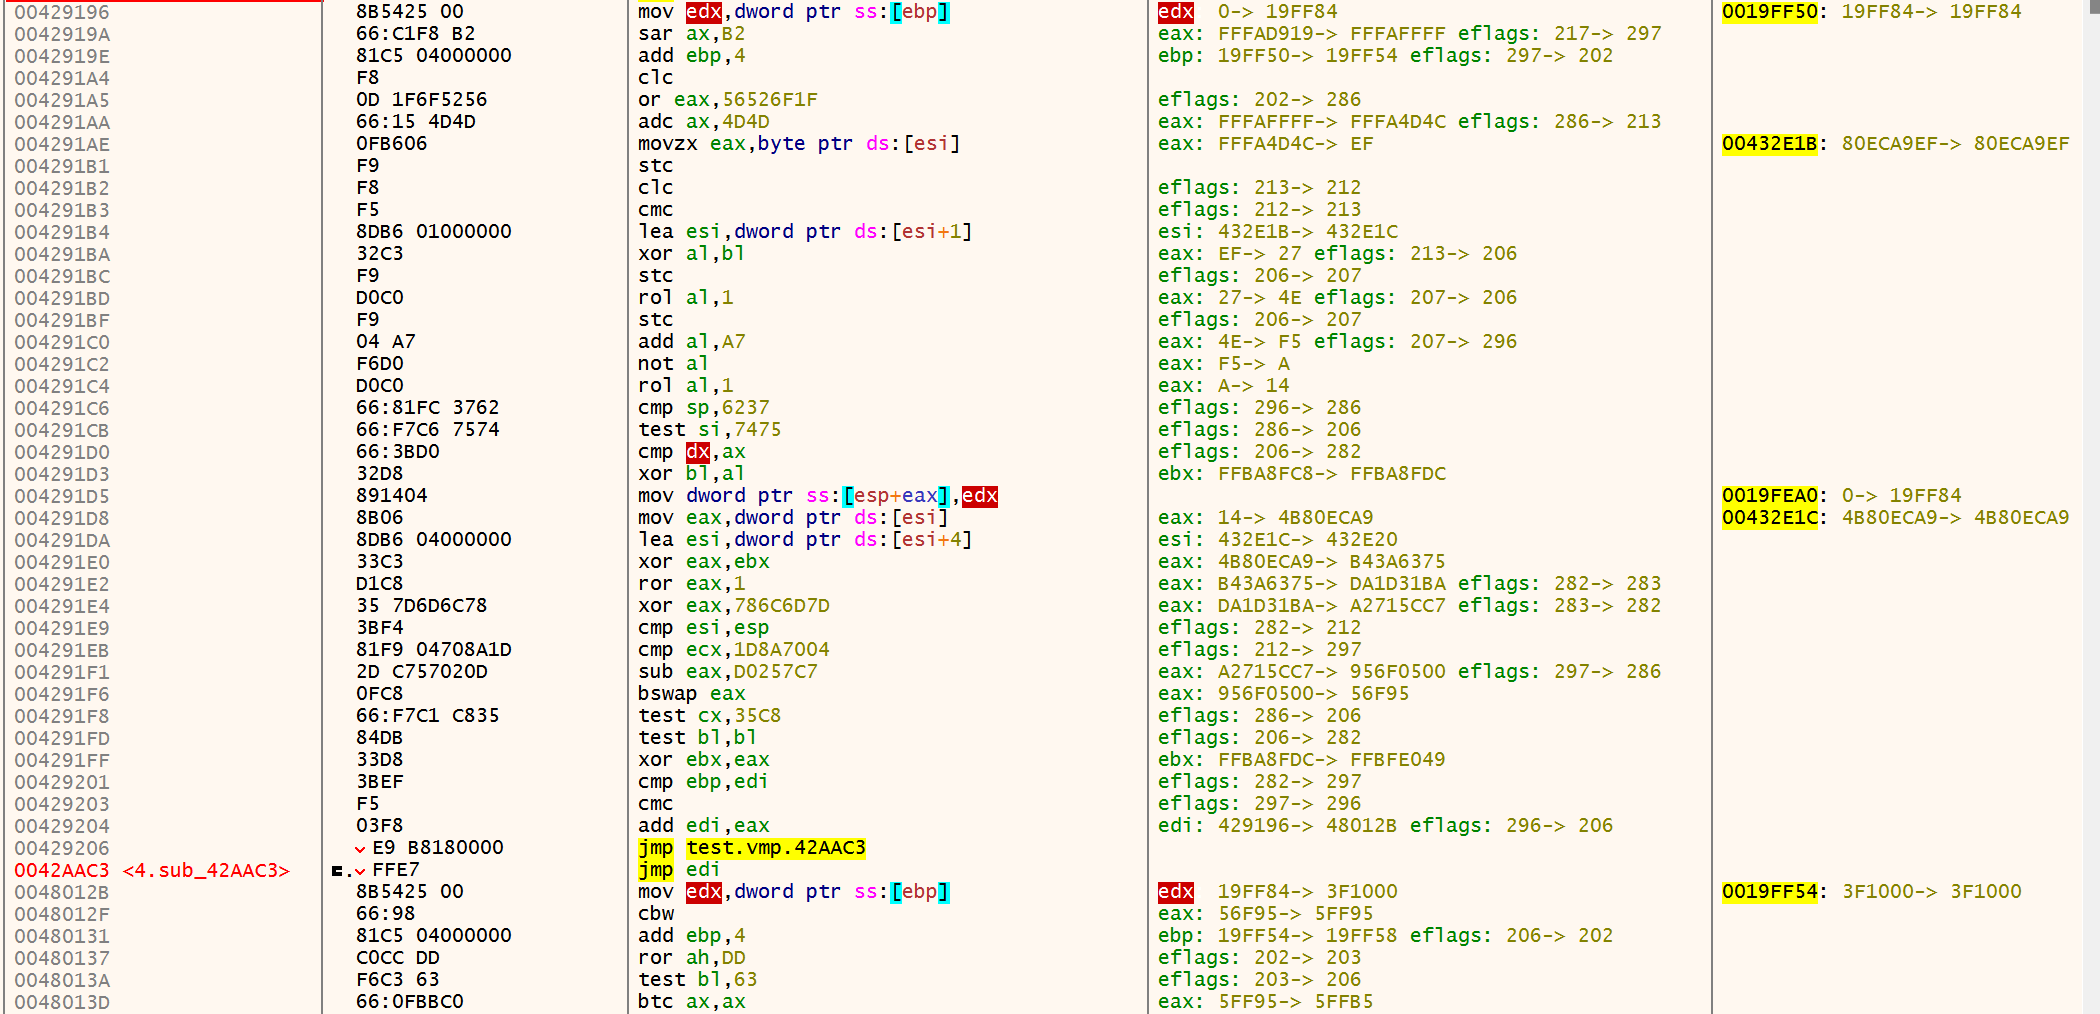 00429196 8B5425 00 mov edx,dword ptr ss:[ebp] edx 0-> 19FF84 0019FF50: 19FF84-> 19FF84
0042919A 66:C1F8 B2 sar ax,B2 eax: FFFAD919-> FFFAFFFF eflags: 217-> 297
0042919E 81C5 04000000 add ebp,4 ebp: 19FF50-> 19FF54 eflags: 297-> 202
004291A4 F8 clc
004291A5 0D 1F6F5256 or eax,56526F1F eflags: 202-> 286
004291AA 66:15 4D4D adc ax,4D4D eax: FFFAFFFF-> FFFA4D4C eflags: 286-> 213
004291AE 0FB606 movzx eax,byte ptr ds:[esi] eax: FFFA4D4C-> EF 00432E1B: 80ECA9EF-> 80ECA9EF
004291B1 F9 stc
004291B2 F8 clc eflags: 213-> 212
004291B3 F5 cmc eflags: 212-> 213
004291B4 8DB6 01000000 lea esi,dword ptr ds:[esi+1] esi: 432E1B-> 432E1C
004291BA 32C3 xor al,bl eax: EF-> 27 eflags: 213-> 206
004291BC F9 stc eflags: 206-> 207
004291BD D0C0 rol al,1 eax: 27-> 4E eflags: 207-> 206
004291BF F9 stc eflags: 206-> 207
004291C0 04 A7 add al,A7 eax: 4E-> F5 eflags: 207-> 296
004291C2 F6D0 not al eax: F5-> A
004291C4 D0C0 rol al,1 eax: A-> 14
004291C6 66:81FC 3762 cmp sp,6237 eflags: 296-> 286
004291CB 66:F7C6 7574 test si,7475 eflags: 286-> 206
004291D0 66:3BD0 cmp dx,ax eflags: 206-> 282
004291D3 32D8 xor bl,al ebx: FFBA8FC8-> FFBA8FDC
004291D5 891404 mov dword ptr ss:[esp+eax],edx 0019FEA0: 0-> 19FF84
004291D8 8B06 mov eax,dword ptr ds:[esi] eax: 14-> 4B80ECA9 00432E1C: 4B80ECA9-> 4B80ECA9
004291DA 8DB6 04000000 lea esi,dword ptr ds:[esi+4] esi: 432E1C-> 432E20
004291E0 33C3 xor eax,ebx eax: 4B80ECA9-> B43A6375
004291E2 D1C8 ror eax,1 eax: B43A6375-> DA1D31BA eflags: 282-> 283
004291E4 35 7D6D6C78 xor eax,786C6D7D eax: DA1D31BA-> A2715CC7 eflags: 283-> 282
004291E9 3BF4 cmp esi,esp eflags: 282-> 212
004291EB 81F9 04708A1D cmp ecx,1D8A7004 eflags: 212-> 297
004291F1 2D C757020D sub eax,D0257C7 eax: A2715CC7-> 956F0500 eflags: 297-> 286
004291F6 0FC8 bswap eax eax: 956F0500-> 56F95
004291F8 66:F7C1 C835 test cx,35C8 eflags: 286-> 206
004291FD 84DB test bl,bl eflags: 206-> 282
004291FF 33D8 xor ebx,eax ebx: FFBA8FDC-> FFBFE049
00429201 3BEF cmp ebp,edi eflags: 282-> 297
00429203 F5 cmc eflags: 297-> 296
00429204 03F8 add edi,eax edi: 429196-> 48012B eflags: 296-> 206
00429206 E9 B8180000 jmp test.vmp.42AAC3
0042AAC3 <4.sub_42AAC3> FFE7 jmp edi
0048012B 8B5425 00 mov edx,dword ptr ss:[ebp] edx 19FF84-> 3F1000 0019FF54: 3F1000-> 3F1000
0048012F 66:98 cbw eax: 56F95-> 5FF95
00480131 81C5 04000000 add ebp,4 ebp: 19FF54-> 19FF58 eflags: 206-> 202
00480137 C0CC DD ror ah,DD eflags: 202-> 203
0048013A F6C3 63 test bl,63 eflags: 203-> 206
0048013D 66:0FBBC0 btc ax,ax eax: 5FF95-> 5FFB5